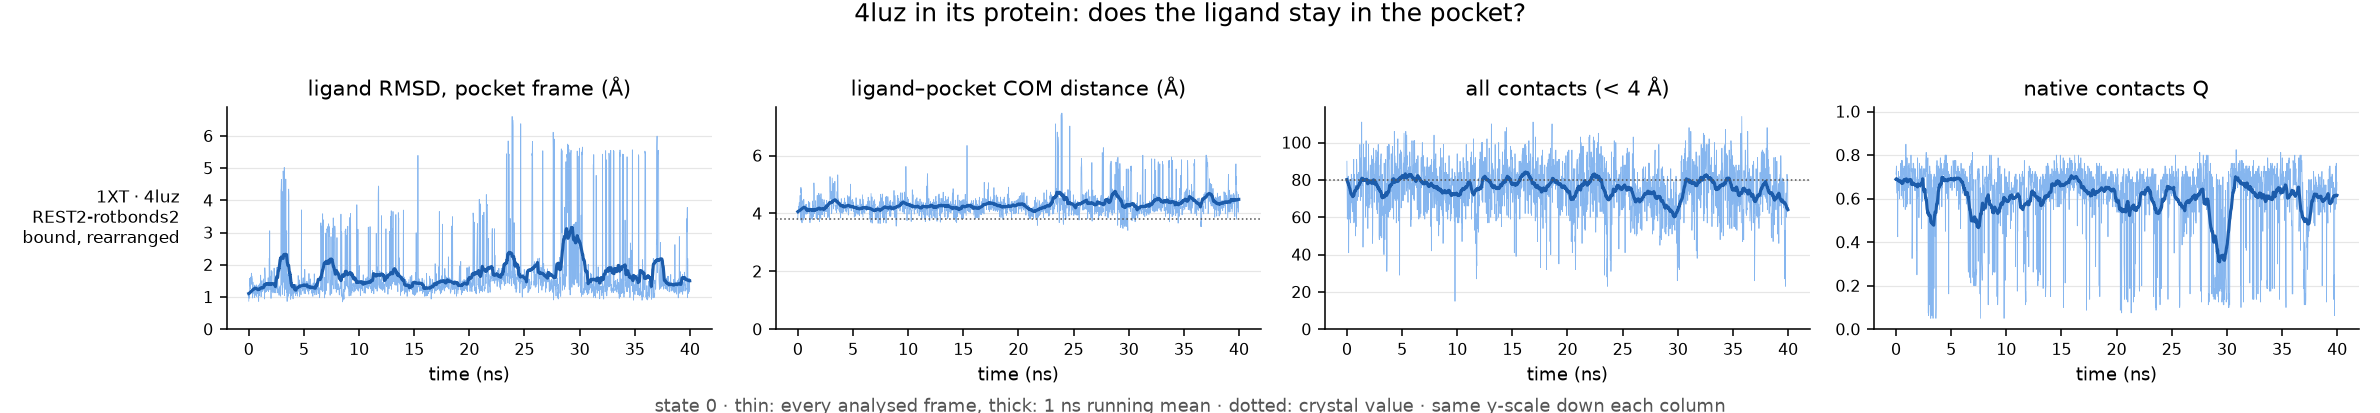 4luz in its protein: does the ligand stay in the pocket?
ligand RMSD, pocket frame (Å)
ligand–pocket COM distance (Å)
all contacts (< 4 Å)
native contacts Q
1XT · 4luz
REST2-rotbonds2
bound, rearranged
6
5
4
3
2
1
0
0 5 10 15 20 25 30 35 40
time (ns)
6
4
2
0
0 5 10 15 20 25 30 35 40
time (ns)
100
80
60
40
20
0
0 5 10 15 20 25 30 35 40
time (ns)
1.0
0.8
0.6
0.4
0.2
0.0
0 5 10 15 20 25 30 35 40
time (ns)
state 0 · thin: every analysed frame, thick: 1 ns running mean · dotted: crystal value · same y-scale down each column